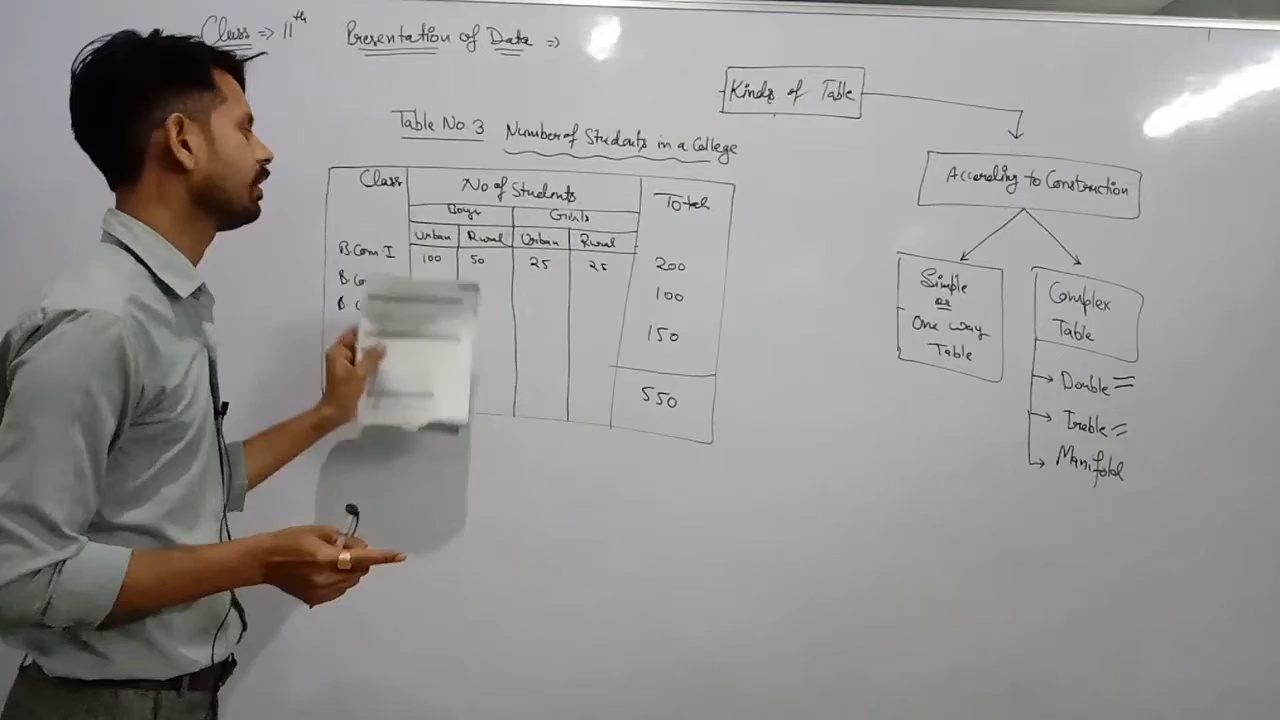 Class => 11th
Presentation of Data =>
Kinds of Table
According to Construction
Simple
or
One way
Table
Complex
Table
Double =
Treble =
Manifold
Table No 3 Number of Students in a College
Class No of Students Total
Boys Girls
Urban Rural Urban Rural
B Com I 100 50 25 25 200
B Co 100
B C 150
550